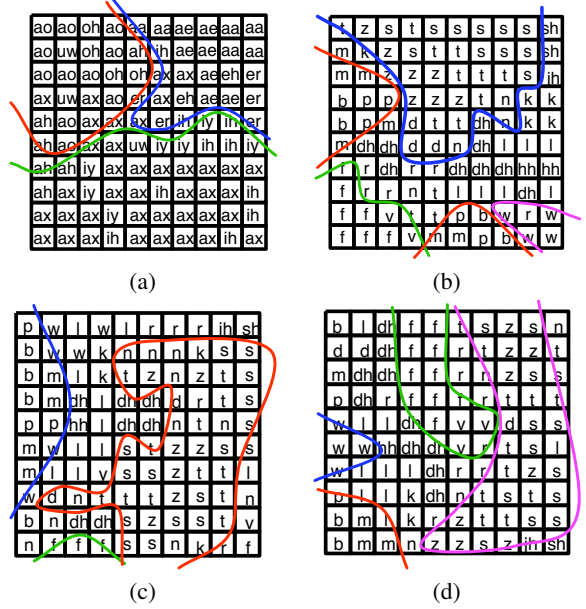 ao ao oh ao aa aa ae ae aa aa
ao uw oh ao ah ih ae ae aa aa
ao ao ao oh oh ax ax ae eh er
ax uw ax ao er ax eh ae ae er
ah ao ax ax ax er ih iy ih er
ah ao ax ax uw iy iy ih ih iy
ah ah iy ax ax ax ax ax ax ax
ax ax iy ax ax ih ax ax ax ax
ax ax ax iy ax ax ax ax ih ax
ax ax ax ih ax ax ax ax ih ax
(a)
t z s t s s s s s sh
m k z s t t s s s s
m m z z z t t t s ih
b p p z z z t n k
b m m d t t dh n k
m dh dh d d n dh l l l
f f dh r r dh dh dh hh hh
f r r n t l l l dh l
f f v t t p b w r w
f f f v m m p b w w
(b)
p w l w l r r r ih sh
b w w k n n n k s s
b m l k t z n z t s
b m dh l dh dh d r t s
p p hh l dh dh n t n s
m w l l s t z z s l
m l l v s s z t t l
w d n t t t z s t n
b n dh dh s z s s t v
n f f f s s n k r f
(c)
b l dh f f t s z s n
d d dh f f r z z
m dh dh f f r n z s s
p dh r f f r t t t
w l l dh f v v d s s
w w hh dh dh v r t s l
w l l l dh r r t z s
p l l k dh n t s t s
b m l k r z t t s s
b m m n z z s z ih sh
(d)